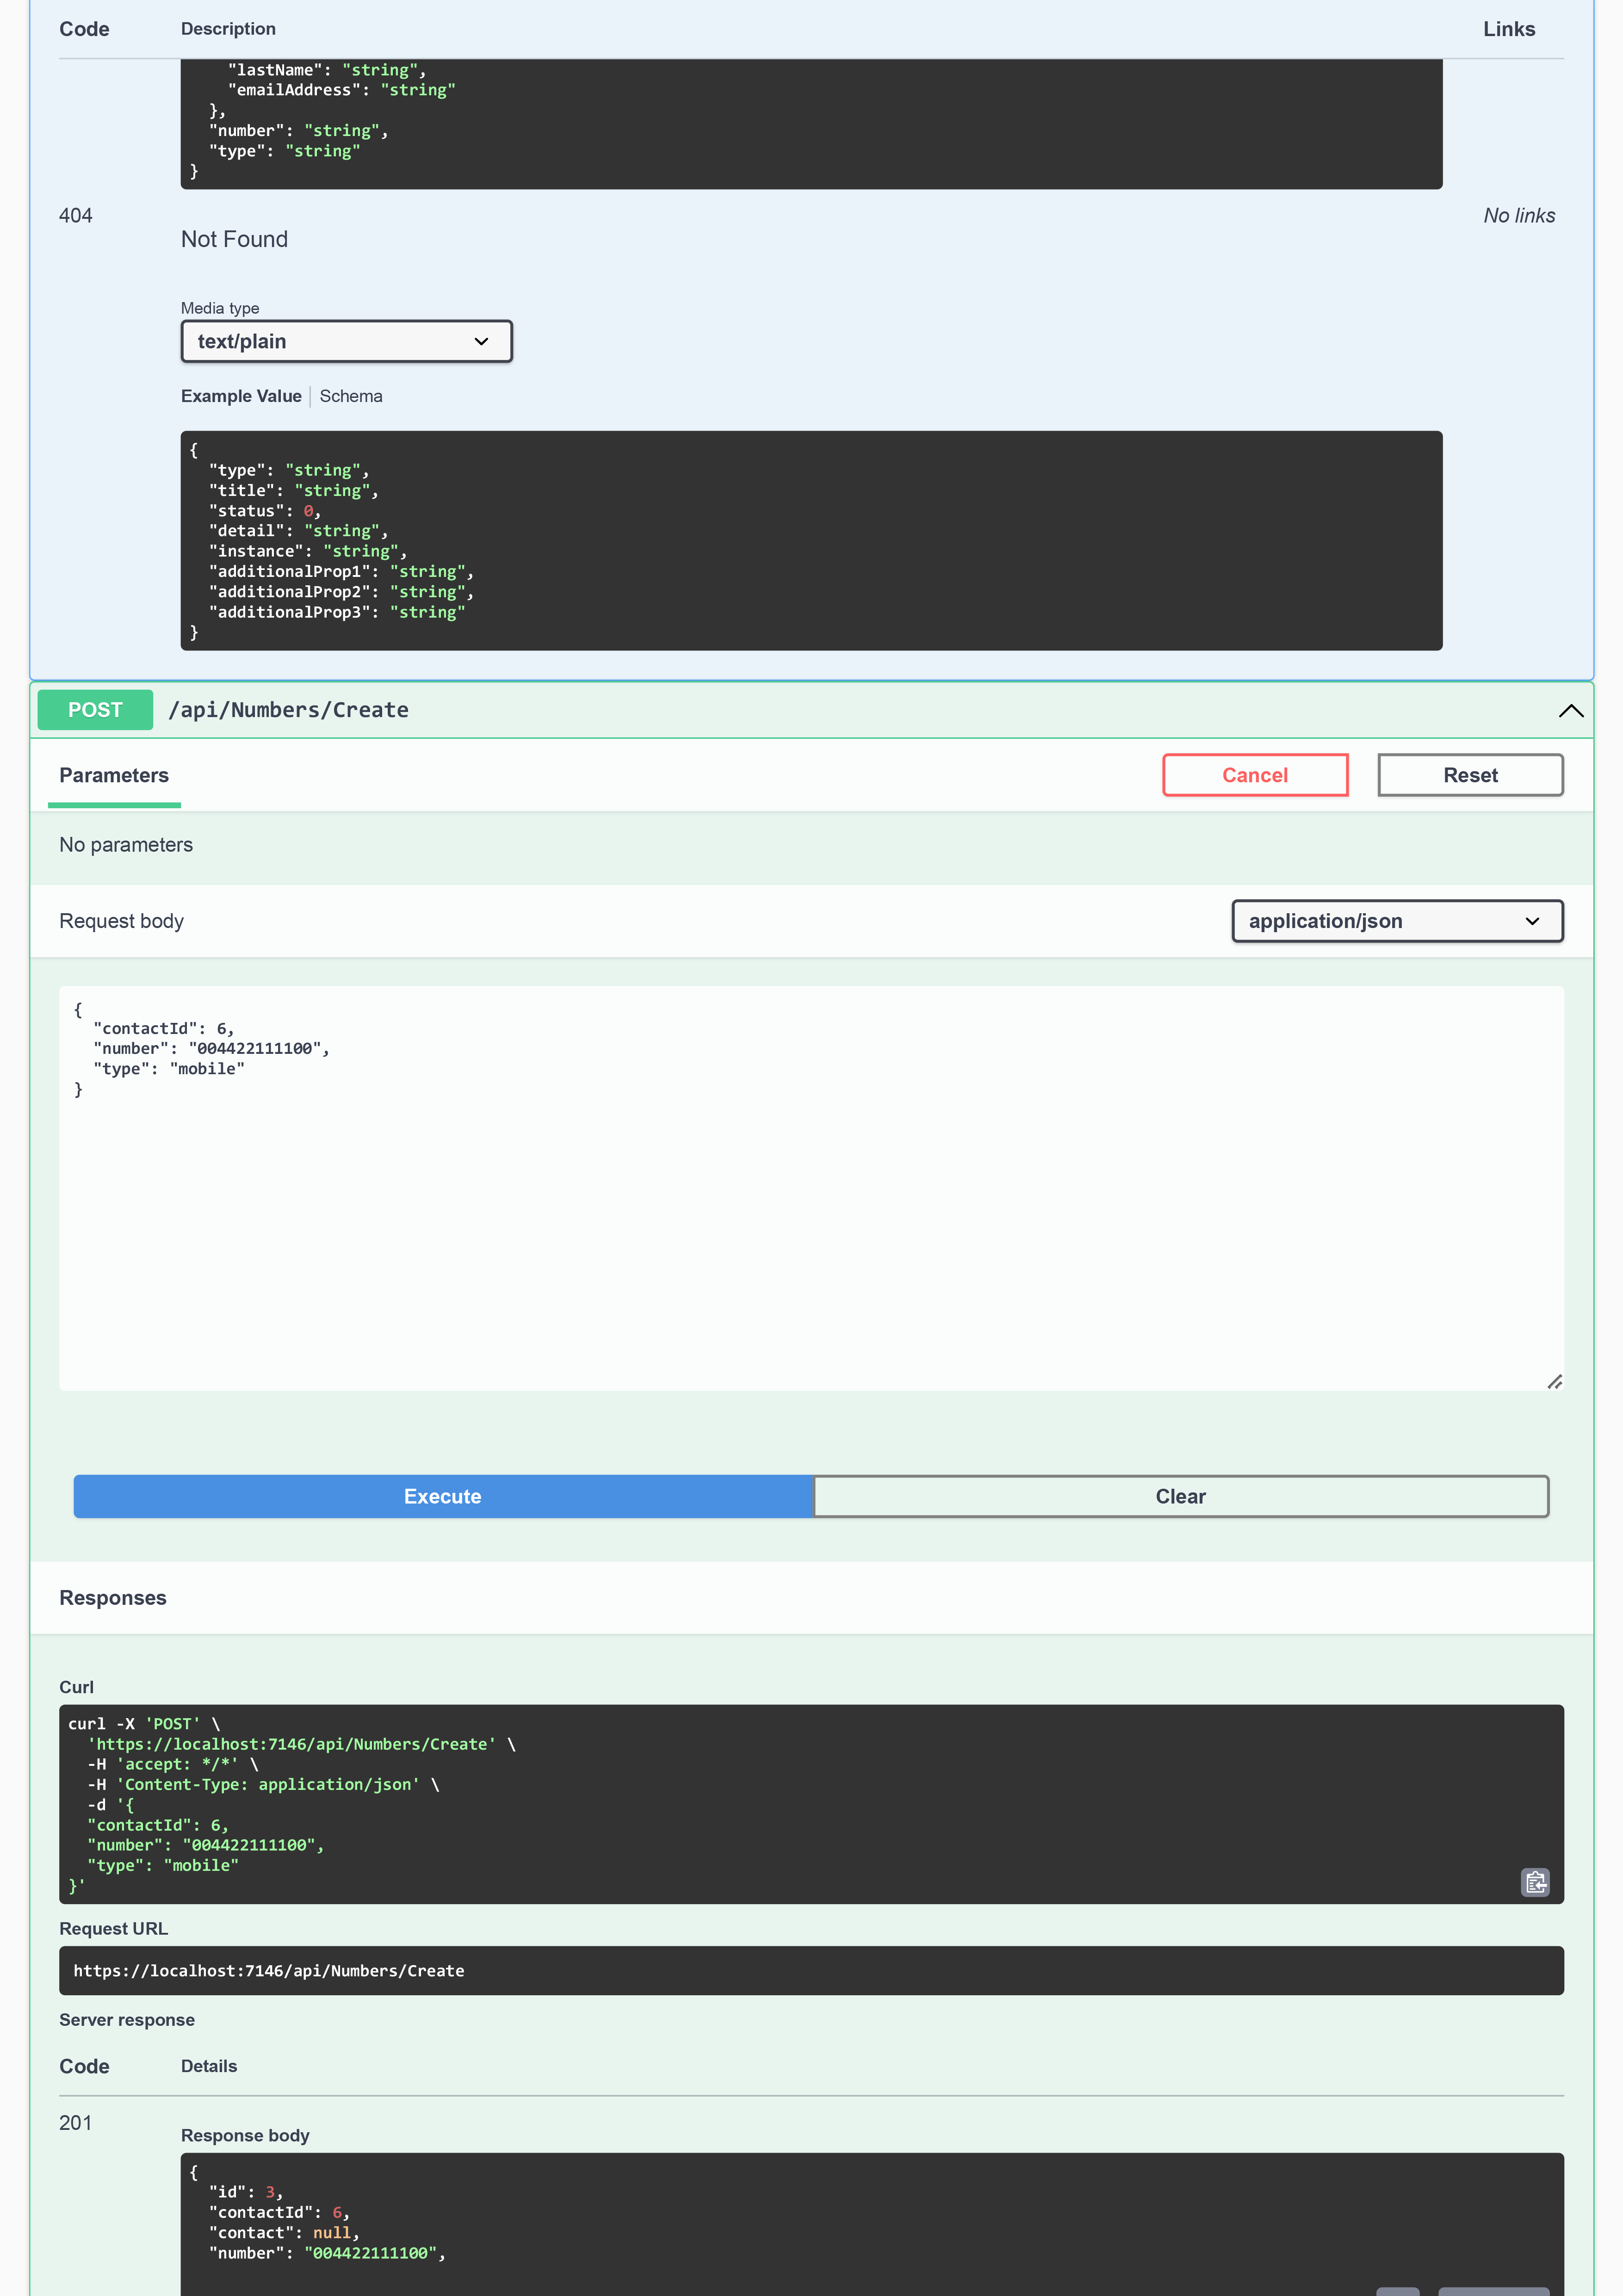 Code Description Links
"lastName": "string",
"emailAddress": "string"
},
"number": "string",
"type": "string"
}
404 No links
Not Found
Media type
text/plain
Example Value Schema
{
"type": "string",
"title": "string",
"status": 0,
"detail": "string",
"instance": "string",
"additionalProp1": "string",
"additionalProp2": "string",
"additionalProp3": "string"
}
POST /api/Numbers/Create
Parameters Cancel Reset
No parameters
Request body application/json
{
"contactId": 6,
"number": "004422111100",
"type": "mobile"
}
Execute Clear
Responses
Curl
curl -X 'POST' \
'https://localhost:7146/api/Numbers/Create' \
-H 'accept: */*' \
-H 'Content-Type: application/json' \
-d '{
"contactId": 6,
"number": "004422111100",
"type": "mobile"
}'
Request URL
https://localhost:7146/api/Numbers/Create
Server response
Code Details
201
Response body
{
"id": 3,
"contactId": 6,
"contact": null,
"number": "004422111100",